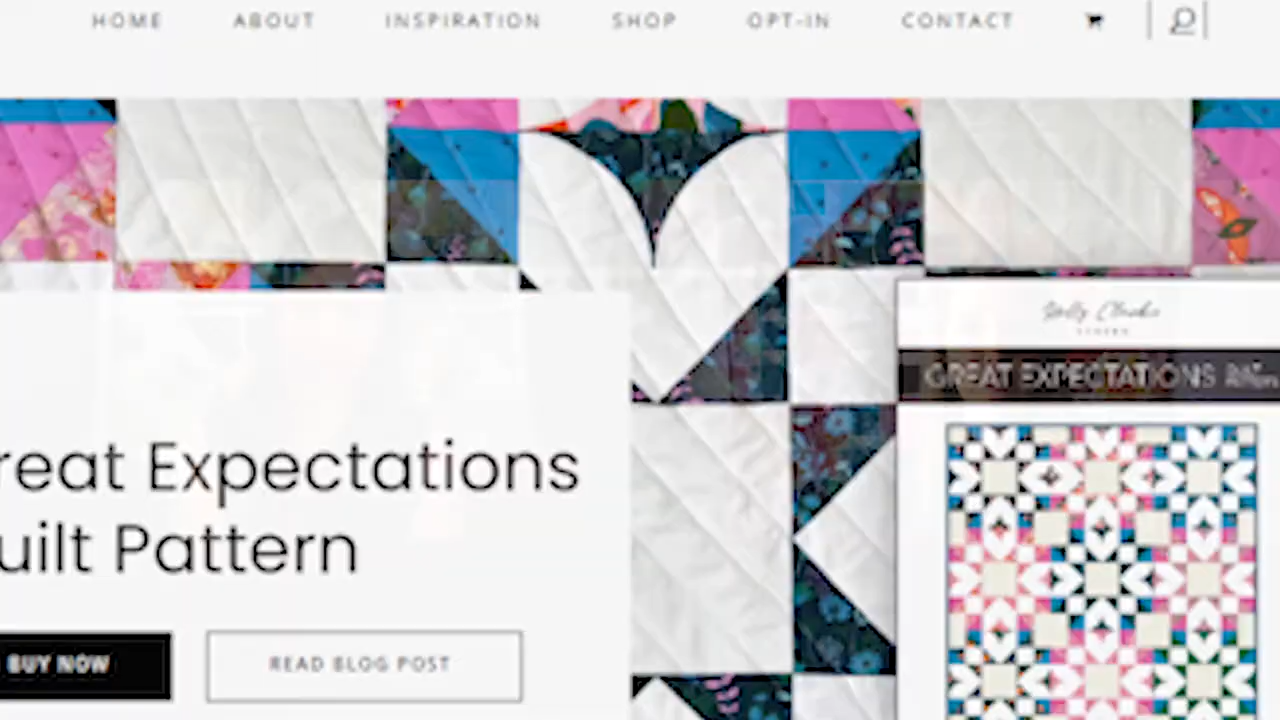 HOME ABOUT INSPIRATION SHOP OPT-IN CONTACT
GREAT EXPECTATIONS
reat Expectations
uilt Pattern
BUY NOW READ BLOG POST